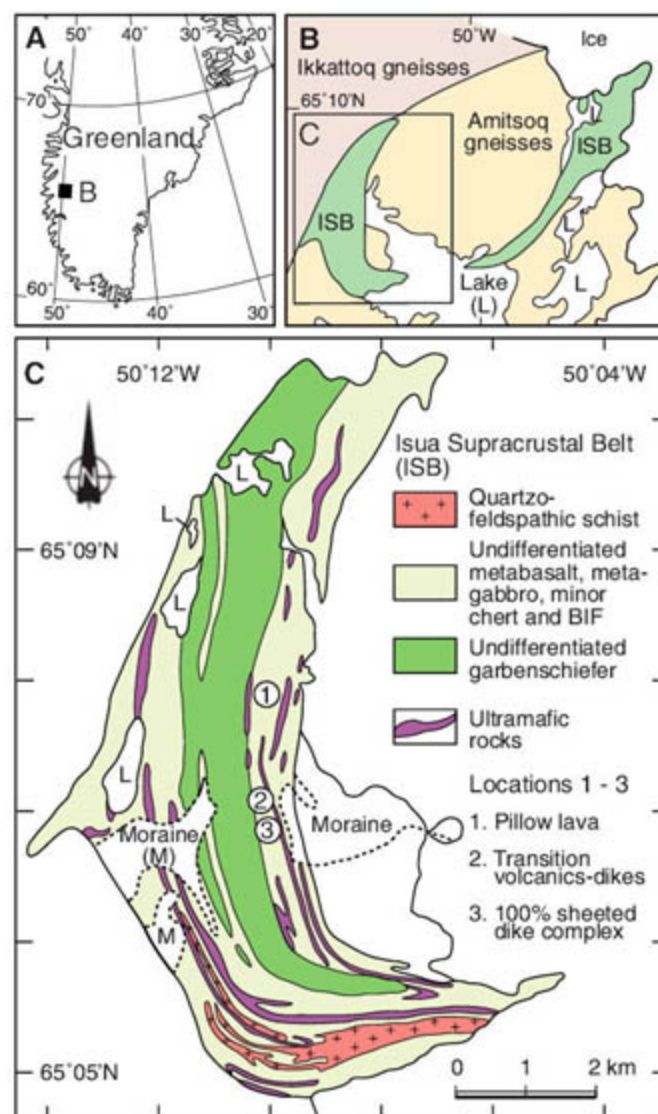 A
50°
40°
30°
20°
70°
Greenland
B
60°
50°
40°
30°
B
50°W
Ice
Ikkattoq gneisses
65°10'N
C
Amitsoq
gneisses
L
ISB
ISB
L
L
Lake
(L)
C
50°12'W
50°04'W
N
L
L
65°09'N
L
L
1
2
3
Moraine
(M)
Moraine
M
65°05'N
Isua Supracrustal Belt
(ISB)
Quartzo-
feldspathic schist
Undifferentiated
metabasalt, meta-
gabbro, minor
chert and BIF
Undifferentiated
garbenschiefer
Ultramafic
rocks
Locations 1 - 3
1. Pillow lava
2. Transition
volcanics-dikes
3. 100% sheeted
dike complex
0 1 2 km